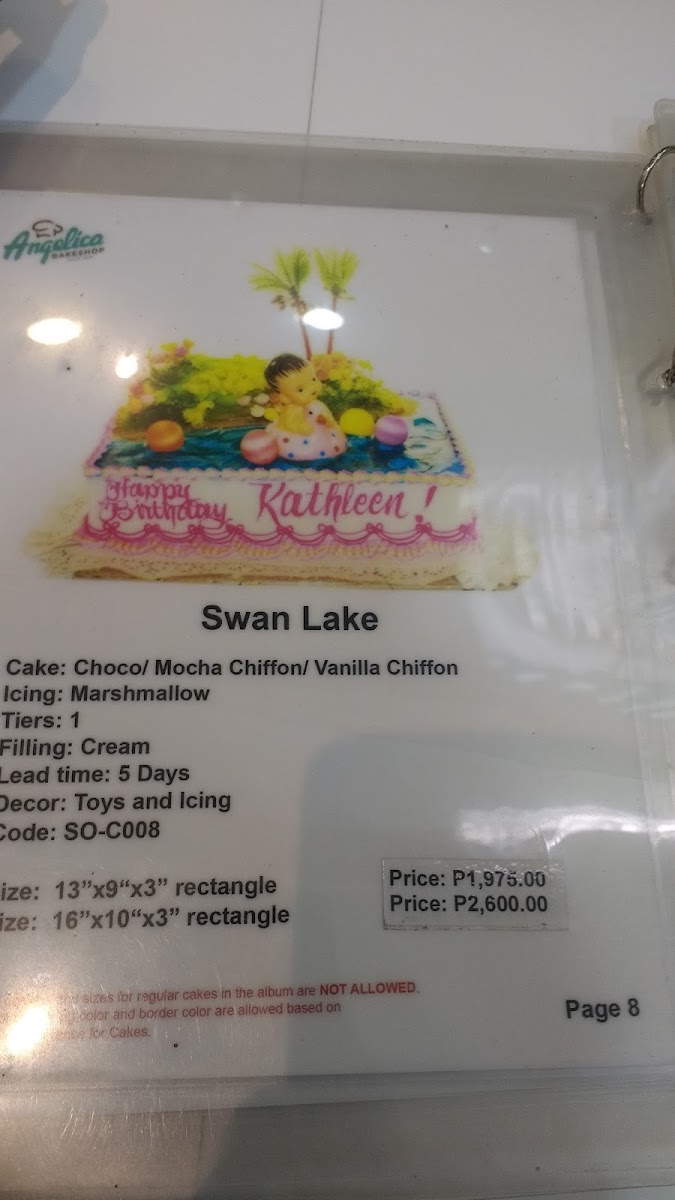 Angelica
BAKESHOP
Happy
Birthday
Kathleen!
Swan Lake
Cake: Choco/ Mocha Chiffon/ Vanilla Chiffon
Icing: Marshmallow
Tiers: 1
Filling: Cream
Lead time: 5 Days
Decor: Toys and Icing
Code: SO-C008
ize: 13”x9“x3” rectangle
Price: P1,975.00
ize: 16”x10“x3” rectangle
Price: P2,600.00
sizes for regular cakes in the album are NOT ALLOWED.
color and border color are allowed based on
for Cakes.
Page 8